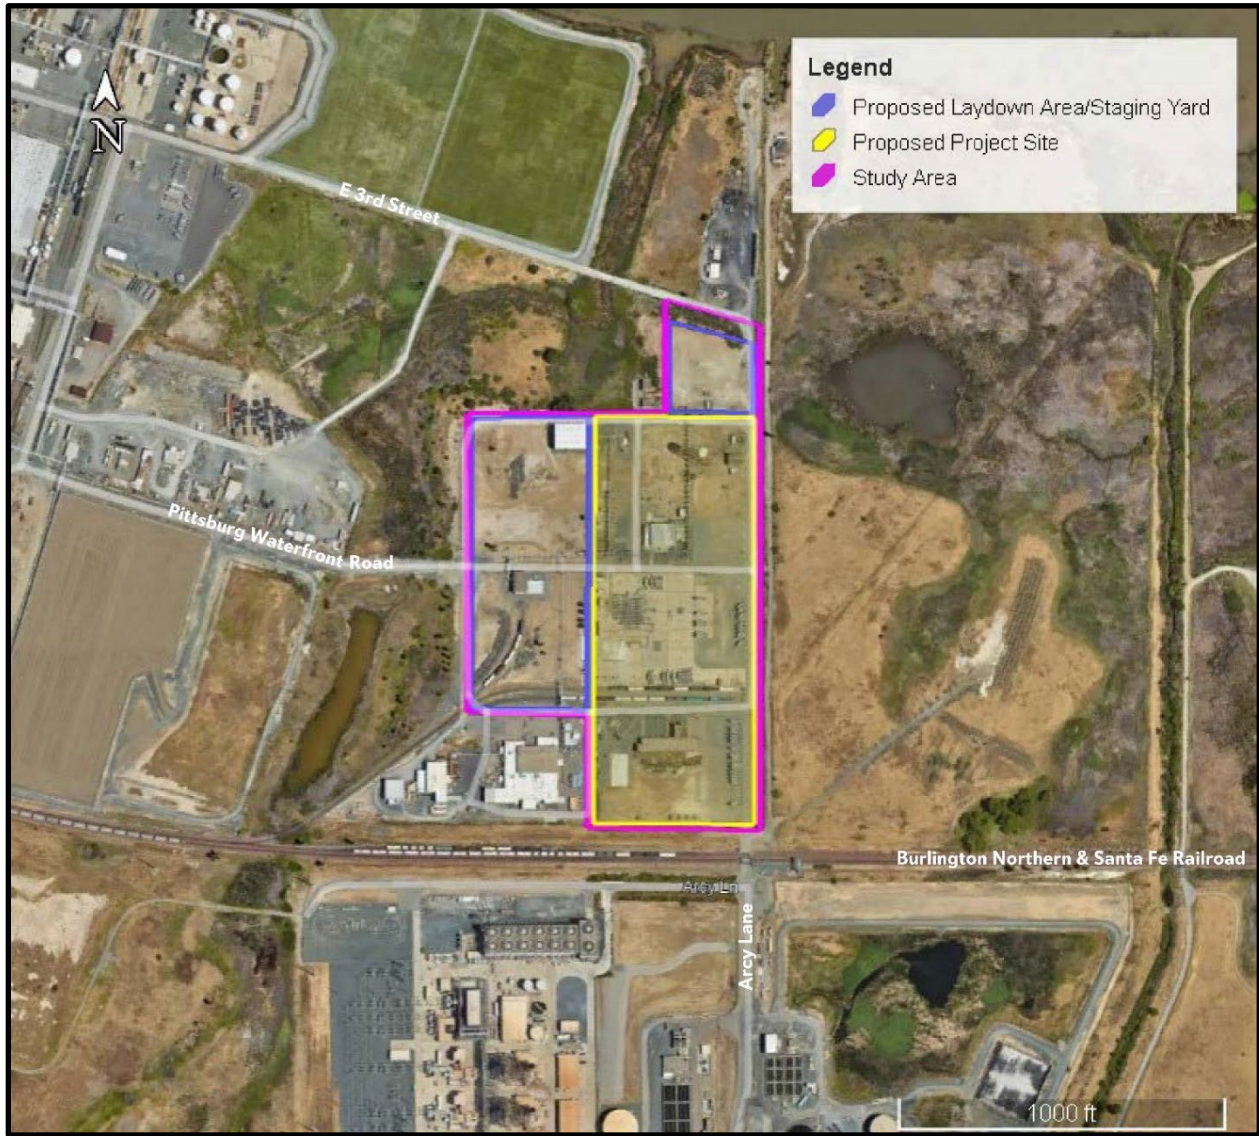 Legend
Proposed Laydown Area/Staging Yard
Proposed Project Site
Study Area
N
E 3rd Street
Pittsburg Waterfront Road
Burlington Northern & Santa Fe Railroad
Arcy Ln
Arcy Lane
1000 ft